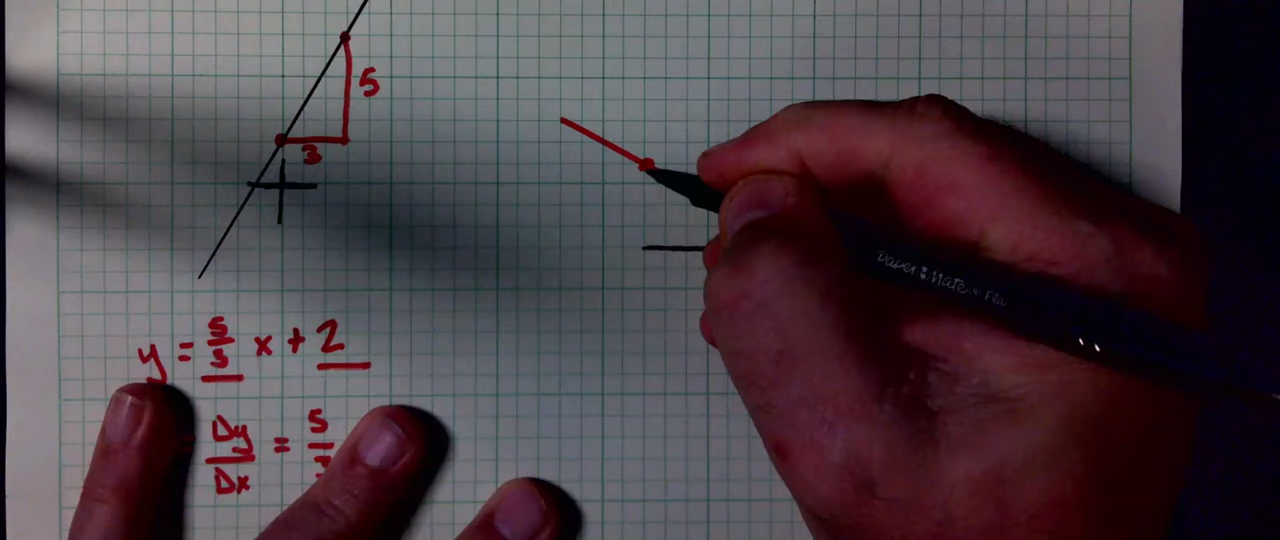 5
3
y = 5/3 x + 2
Δy/Δx = 5
Paper:Mate Flair